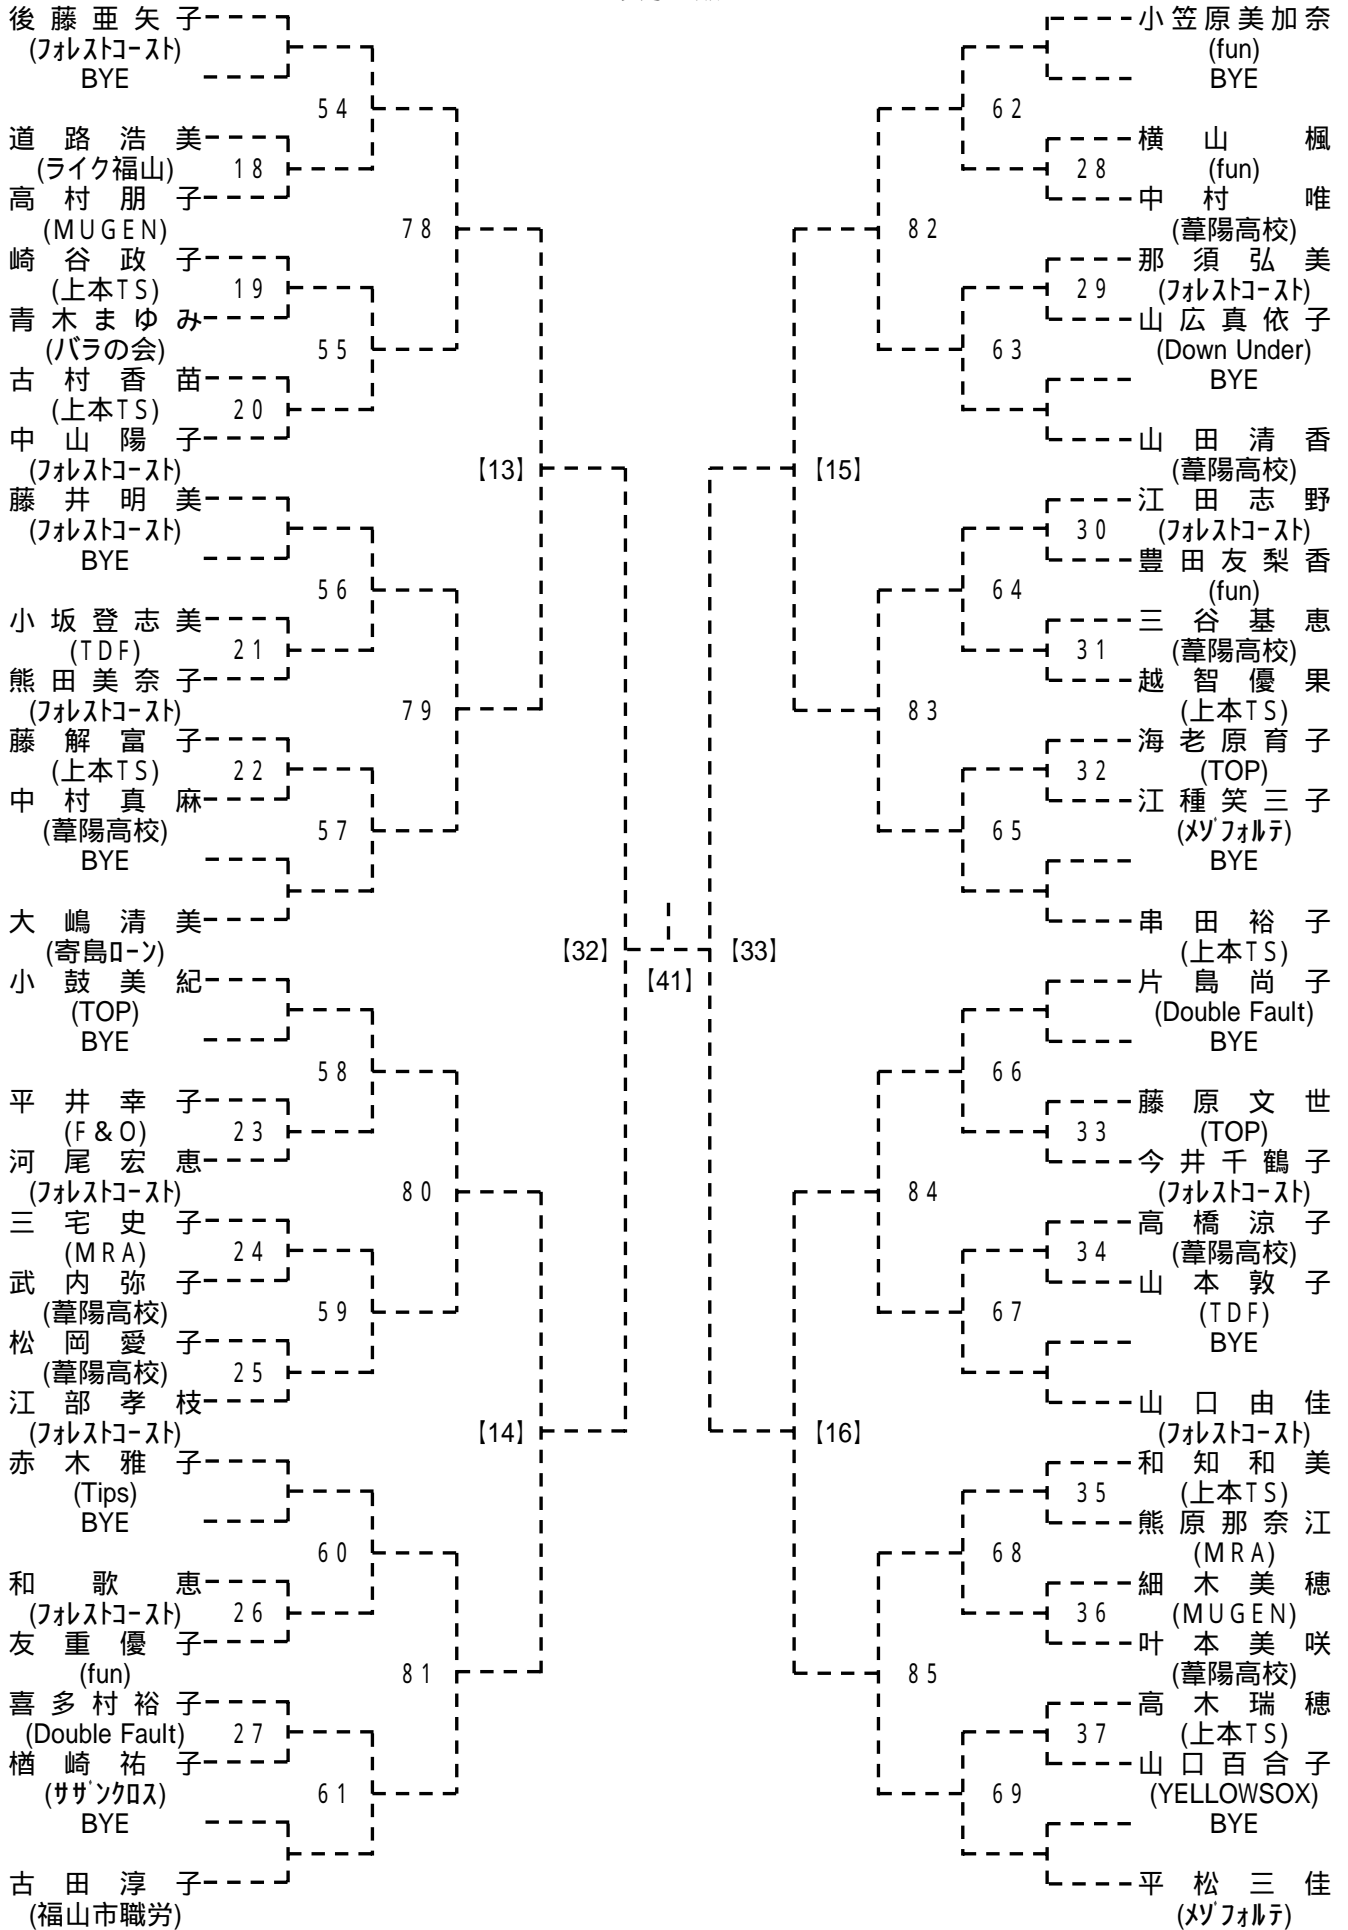 後藤亜矢子
(フォレストコースト)
BYE
54
道路浩美
(ライク福山)
18
高村朋子
(MUGEN)
78
崎谷政子
(上本TS)
19
青木まゆみ
(バラの会)
55
古村香苗
(上本TS)
20
中山陽子
(フォレストコースト)
【13】
藤井明美
(フォレストコースト)
BYE
56
小坂登志美
(TDF)
21
熊田美奈子
(フォレストコースト)
79
藤解富子
(上本TS)
22
中村真麻
(葦陽高校)
57
BYE
大嶋清美
(寄島ローン)
【32】
小鼓美紀
(TOP)
BYE
58
平井幸子
(F&O)
23
河尾宏恵
(フォレストコースト)
80
三宅史子
(MRA)
24
武内弥子
(葦陽高校)
59
松岡愛子
(葦陽高校)
25
江部孝枝
(フォレストコースト)
【14】
赤木雅子
(Tips)
BYE
60
和歌恵
(フォレストコースト)
26
友重優子
(fun)
81
喜多村裕子
(Double Fault)
27
楢崎祐子
(サザンクロス)
61
BYE
古田淳子
(福山市職労)
【41】
小笠原美加奈
(fun)
BYE
62
横山楓
28
(fun)
中村唯
(葦陽高校)
82
那須弘美
29
(フォレストコースト)
山広真依子
(Down Under)
63
BYE
山田清香
(葦陽高校)
【15】
江田志野
30
(フォレストコースト)
豊田友梨香
(fun)
64
三谷基恵
31
(葦陽高校)
越智優果
(上本TS)
83
海老原育子
32
(TOP)
江種笑三子
(メゾフォルテ)
65
BYE
串田裕子
(上本TS)
【33】
片島尚子
(Double Fault)
BYE
66
藤原文世
33
(TOP)
今井千鶴子
(フォレストコースト)
84
高橋涼子
34
(葦陽高校)
山本敦子
(TDF)
67
BYE
山口由佳
(フォレストコースト)
【16】
和知和美
35
(上本TS)
熊原那奈江
(MRA)
68
細木美穂
36
(MUGEN)
叶本美咲
(葦陽高校)
85
高木瑞穂
37
(上本TS)
山口百合子
(YELLOWSOX)
69
BYE
平松三佳
(メゾフォルテ)